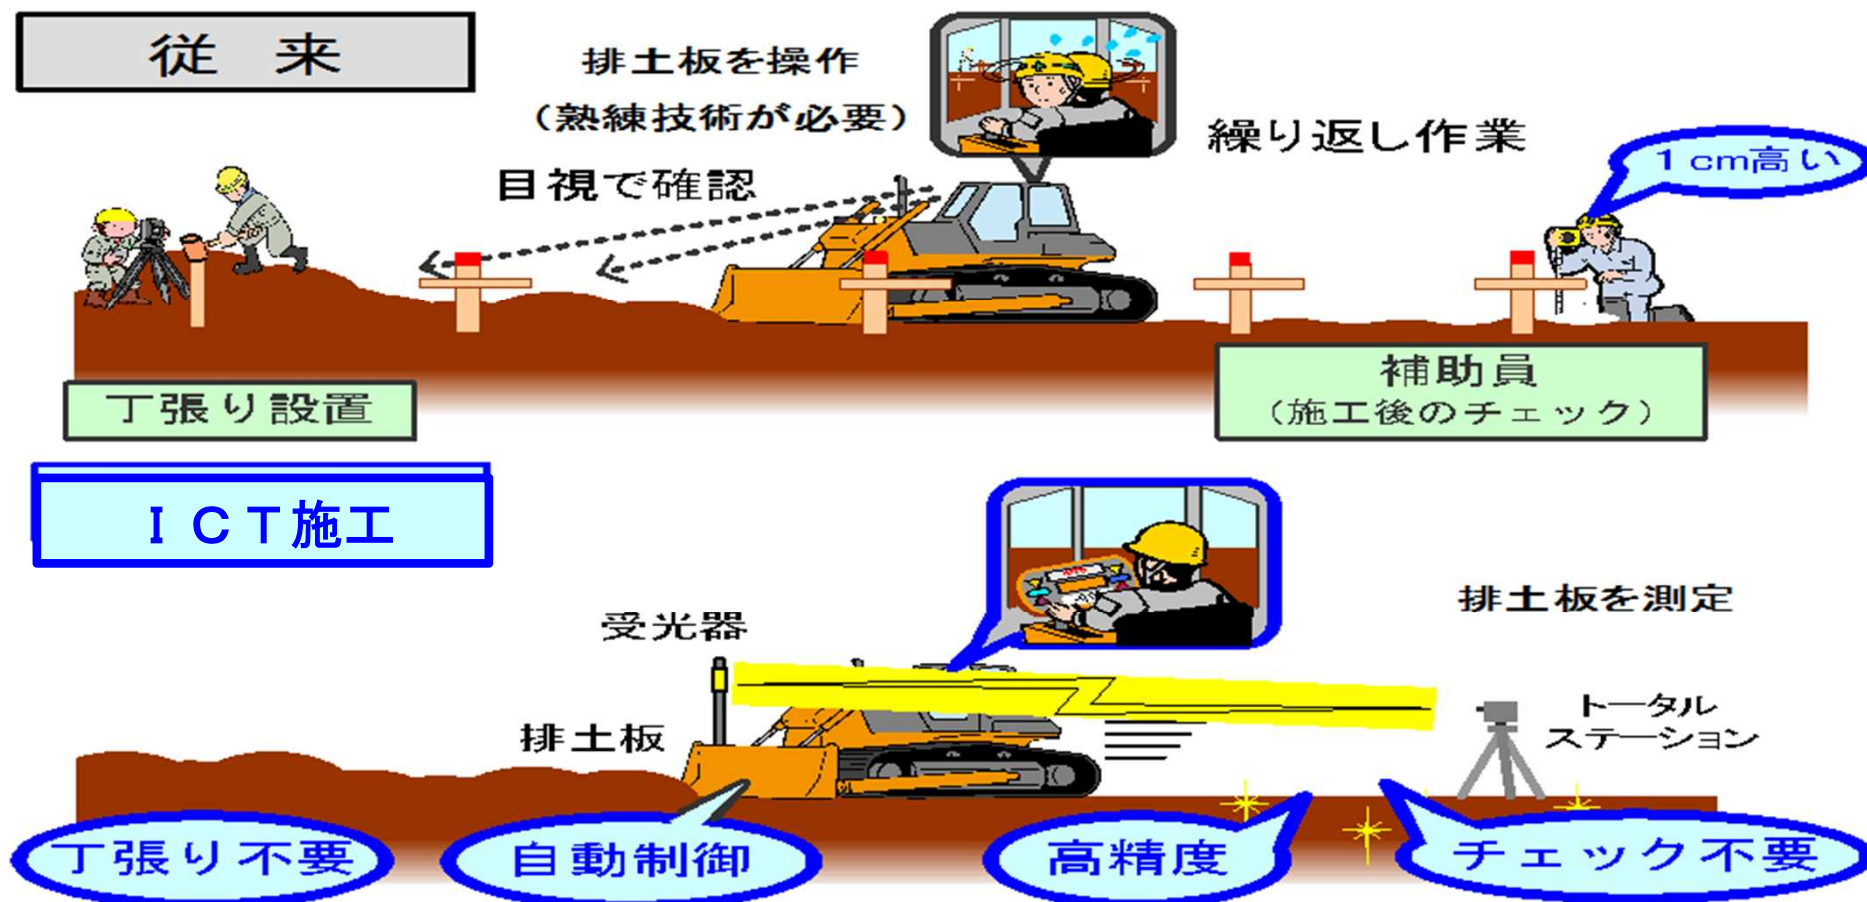 従　来
排土板を操作
（熟練技術が必要）
繰り返し作業
1cm高い
目視で確認
丁張り設置
補助員
（施工後のチェック）
ＩＣＴ施工
排土板を測定
受光器
トータル
ステーション
排土板
丁張り不要
自動制御
高精度
チェック不要